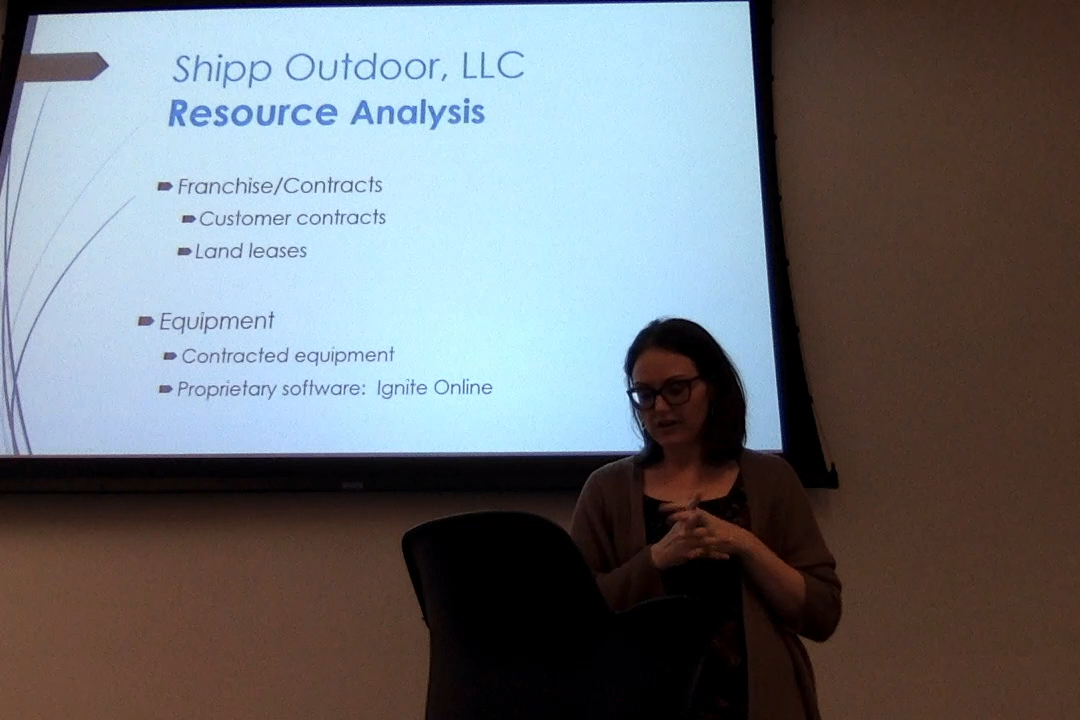 Shipp Outdoor, LLC
Resource Analysis
Franchise/Contracts
Customer contracts
Land leases
Equipment
Contracted equipment
Proprietary software: Ignite Online